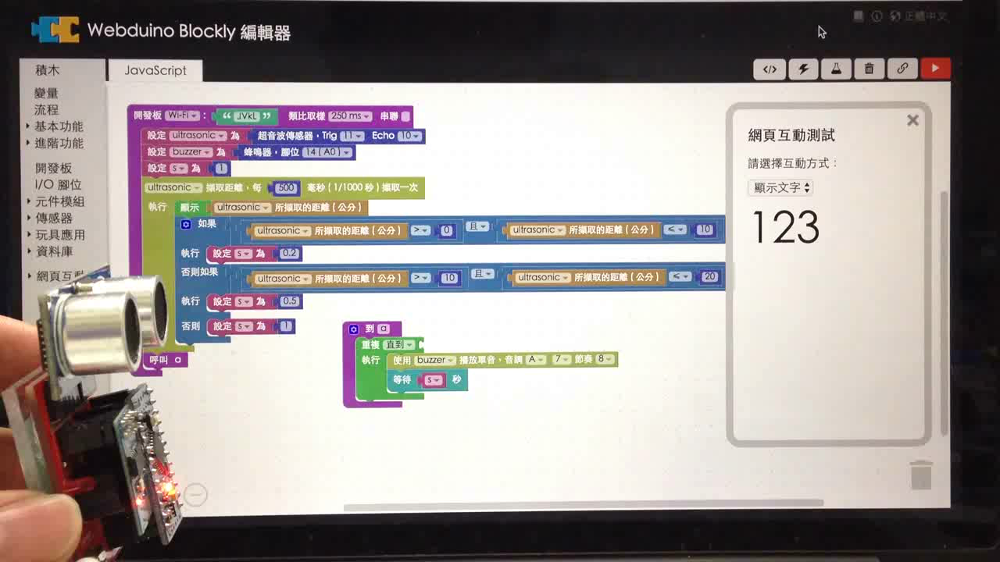 Webduino Blockly 編輯器
正體中文
積木
JavaScript
變量
流程
基本功能
進階功能
開發板
I/O 腳位
元件模組
傳感器
玩具應用
資料庫
網頁互動
開發板 Wi-Fi : “ JVkL ” 類比取樣 250 ms 串聯
設定 ultrasonic 為 超音波傳感器，Trig 11 Echo 10
設定 buzzer 為 蜂鳴器，腳位 14 ( A0 )
設定 s 為 1
ultrasonic 擷取距離，每 500 毫秒 ( 1/1000 秒 ) 擷取一次
執行 顯示 ultrasonic 所擷取的距離 ( 公分 )
如果 ultrasonic 所擷取的距離 ( 公分 ) > 0 且 ultrasonic 所擷取的距離 ( 公分 ) ≤ 10
執行 設定 s 為 0.2
否則如果 ultrasonic 所擷取的距離 ( 公分 ) > 10 且 ultrasonic 所擷取的距離 ( 公分 ) ≤ 20
執行 設定 s 為 0.5
否則 設定 s 為 1
呼叫 a
到 a
重複 直到
執行 使用 buzzer 播放單音，音調 A 7 節奏 8
等待 s 秒
網頁互動測試
請選擇互動方式：
顯示文字
123